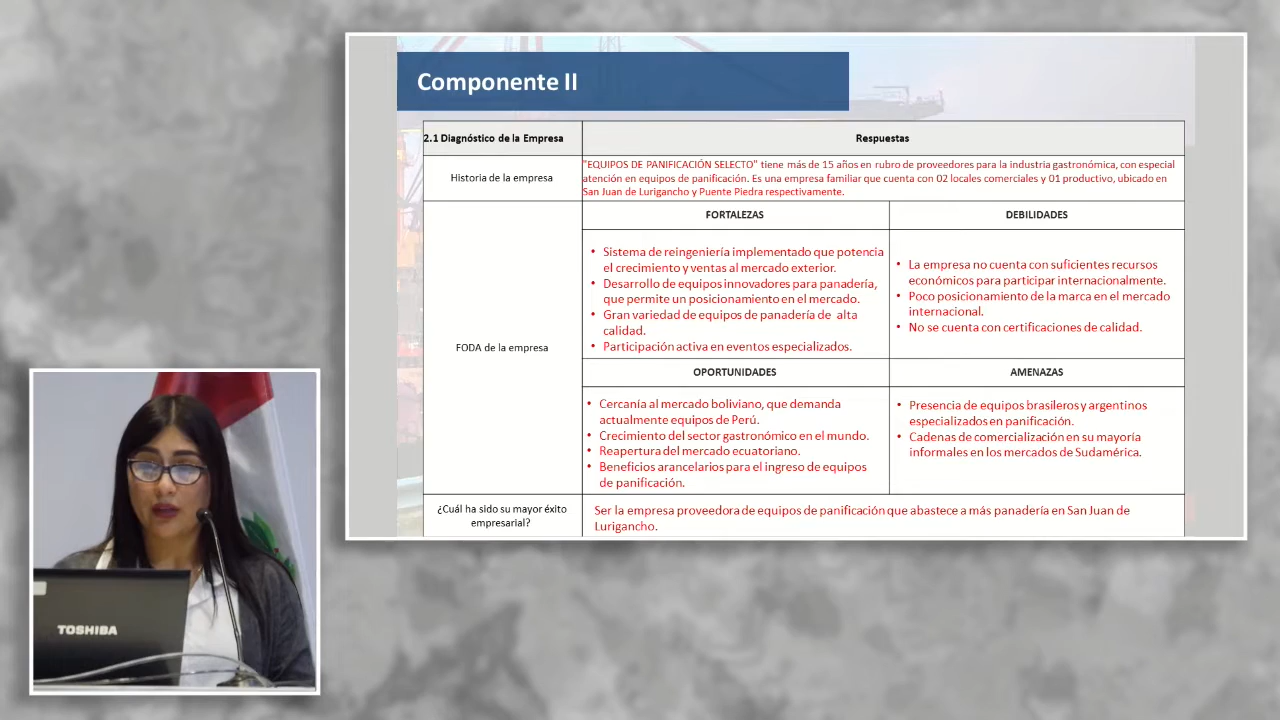 Componente II
2.1 Diagnóstico de la Empresa
Respuestas
Historia de la empresa
"EQUIPOS DE PANIFICACIÓN SELECTO" tiene más de 15 años en rubro de proveedores para la industria gastronómica, con especial
atención en equipos de panificación. Es una empresa familiar que cuenta con 02 locales comerciales y 01 productivo, ubicado en
San Juan de Lurigancho y Puente Piedra respectivamente.
FODA de la empresa
FORTALEZAS
• Sistema de reingeniería implementado que potencia
el crecimiento y ventas al mercado exterior.
• Desarrollo de equipos innovadores para panadería,
que permite un posicionamiento en el mercado.
• Gran variedad de equipos de panadería de alta
calidad.
• Participación activa en eventos especializados.
DEBILIDADES
• La empresa no cuenta con suficientes recursos
económicos para participar internacionalmente.
• Poco posicionamiento de la marca en el mercado
internacional.
• No se cuenta con certificaciones de calidad.
OPORTUNIDADES
• Cercanía al mercado boliviano, que demanda
actualmente equipos de Perú.
• Crecimiento del sector gastronómico en el mundo.
• Reapertura del mercado ecuatoriano.
• Beneficios arancelarios para el ingreso de equipos
de panificación.
AMENAZAS
• Presencia de equipos brasileros y argentinos
especializados en panificación.
• Cadenas de comercialización en su mayoría
informales en los mercados de Sudamérica.
¿Cuál ha sido su mayor éxito
empresarial?
Ser la empresa proveedora de equipos de panificación que abastece a más panadería en San Juan de
Lurigancho.
TOSHIBA